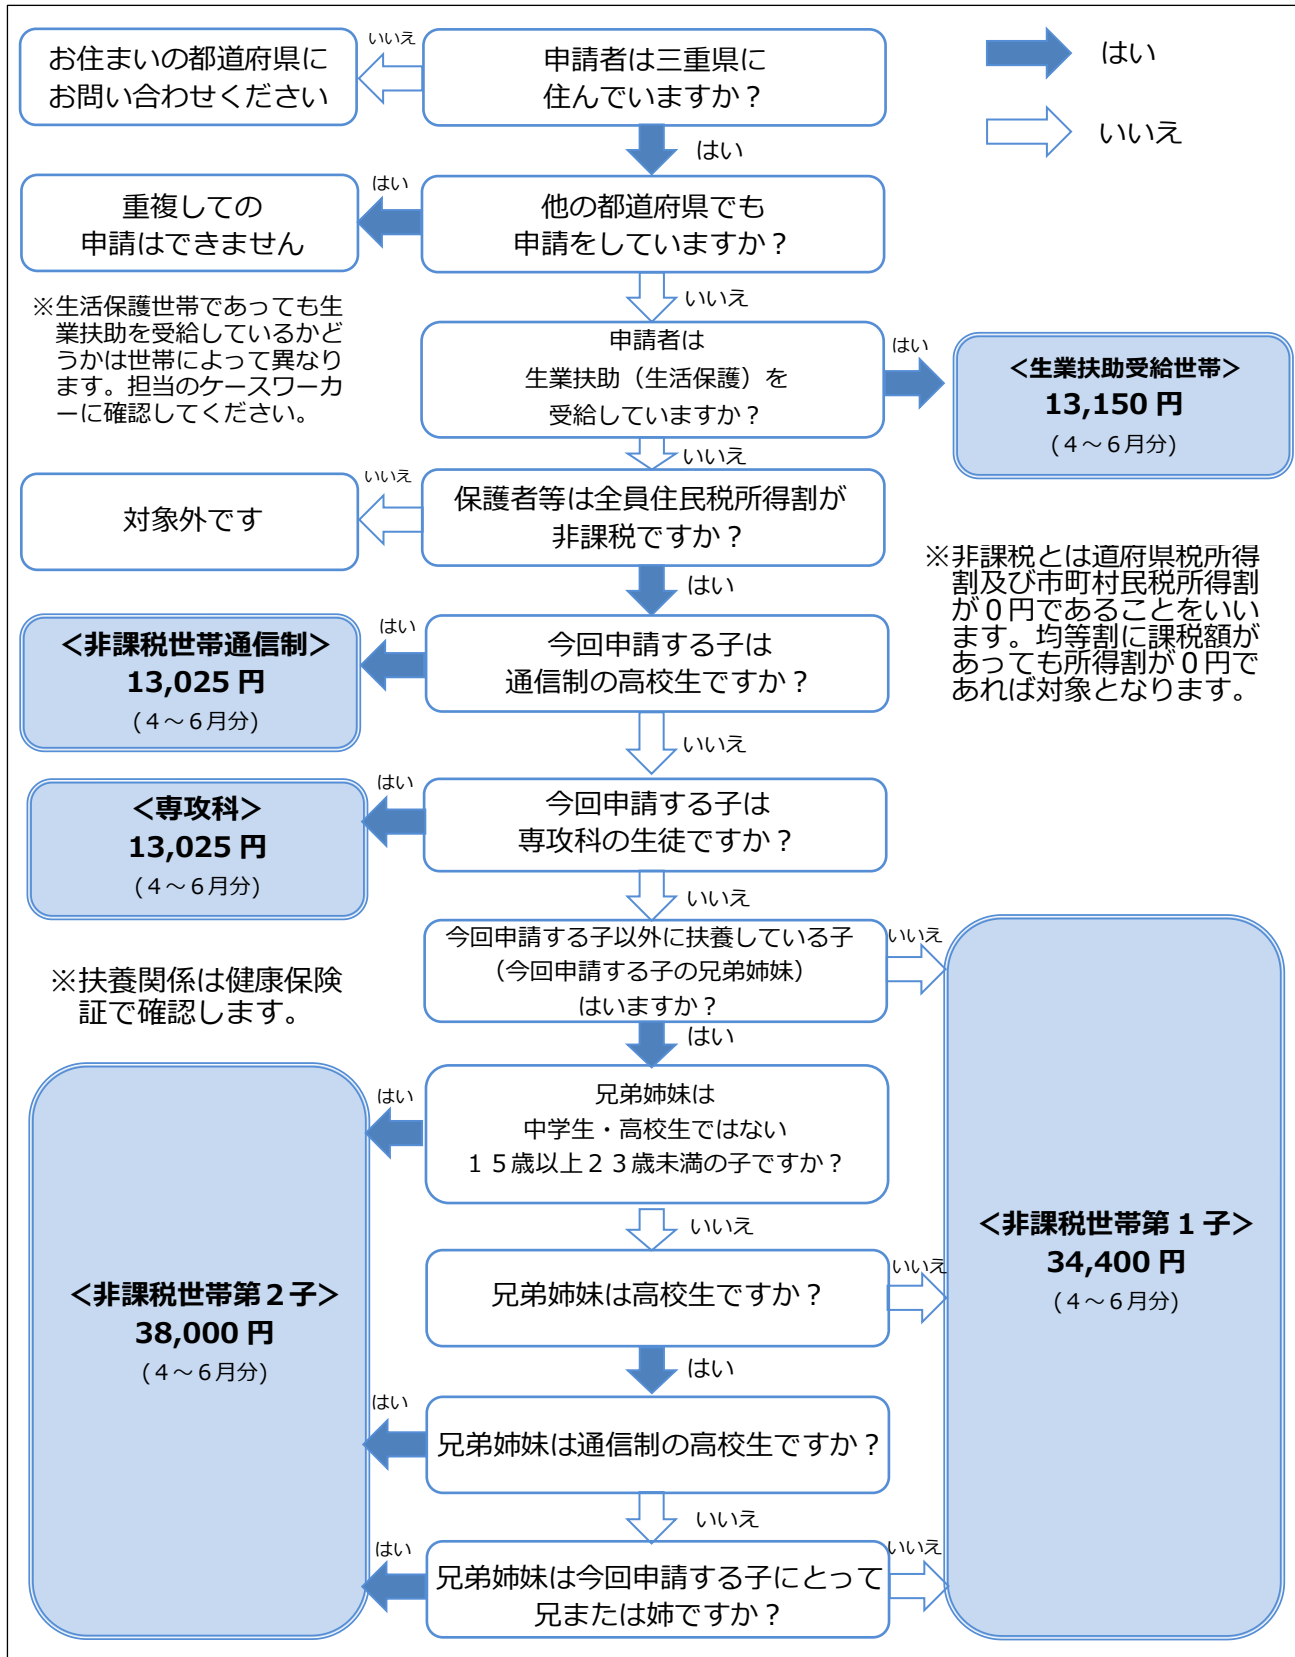 お住まいの都道府県に
お問い合わせください
いいえ
申請者は三重県に
住んでいますか？
はい
いいえ
はい
重複しての
申請はできません
はい
他の都道府県でも
申請をしていますか？
いいえ
※生活保護世帯であっても生
業扶助を受給しているかど
うかは世帯によって異なり
ます。担当のケースワーカ
ーに確認してください。
申請者は
生業扶助（生活保護）を
受給していますか？
はい
＜生業扶助受給世帯＞
13,150 円
(４～６月分)
いいえ
対象外です
いいえ
保護者等は全員住民税所得割が
非課税ですか？
はい
※非課税とは道府県税所得
割及び市町村民税所得割
が０円であることをいい
ます。均等割に課税額が
あっても所得割が０円で
あれば対象となります。
＜非課税世帯通信制＞
13,025 円
(４～６月分)
はい
今回申請する子は
通信制の高校生ですか？
いいえ
＜専攻科＞
13,025 円
(４～６月分)
はい
今回申請する子は
専攻科の生徒ですか？
いいえ
今回申請する子以外に扶養している子
（今回申請する子の兄弟姉妹）
はいますか？
いいえ
はい
※扶養関係は健康保険
証で確認します。
はい
兄弟姉妹は
中学生・高校生ではない
１５歳以上２３歳未満の子ですか？
いいえ
＜非課税世帯第１子＞
34,400 円
(４～６月分)
＜非課税世帯第２子＞
38,000 円
(４～６月分)
兄弟姉妹は高校生ですか？
いいえ
はい
はい
兄弟姉妹は通信制の高校生ですか？
いいえ
はい
兄弟姉妹は今回申請する子にとって
兄または姉ですか？
いいえ